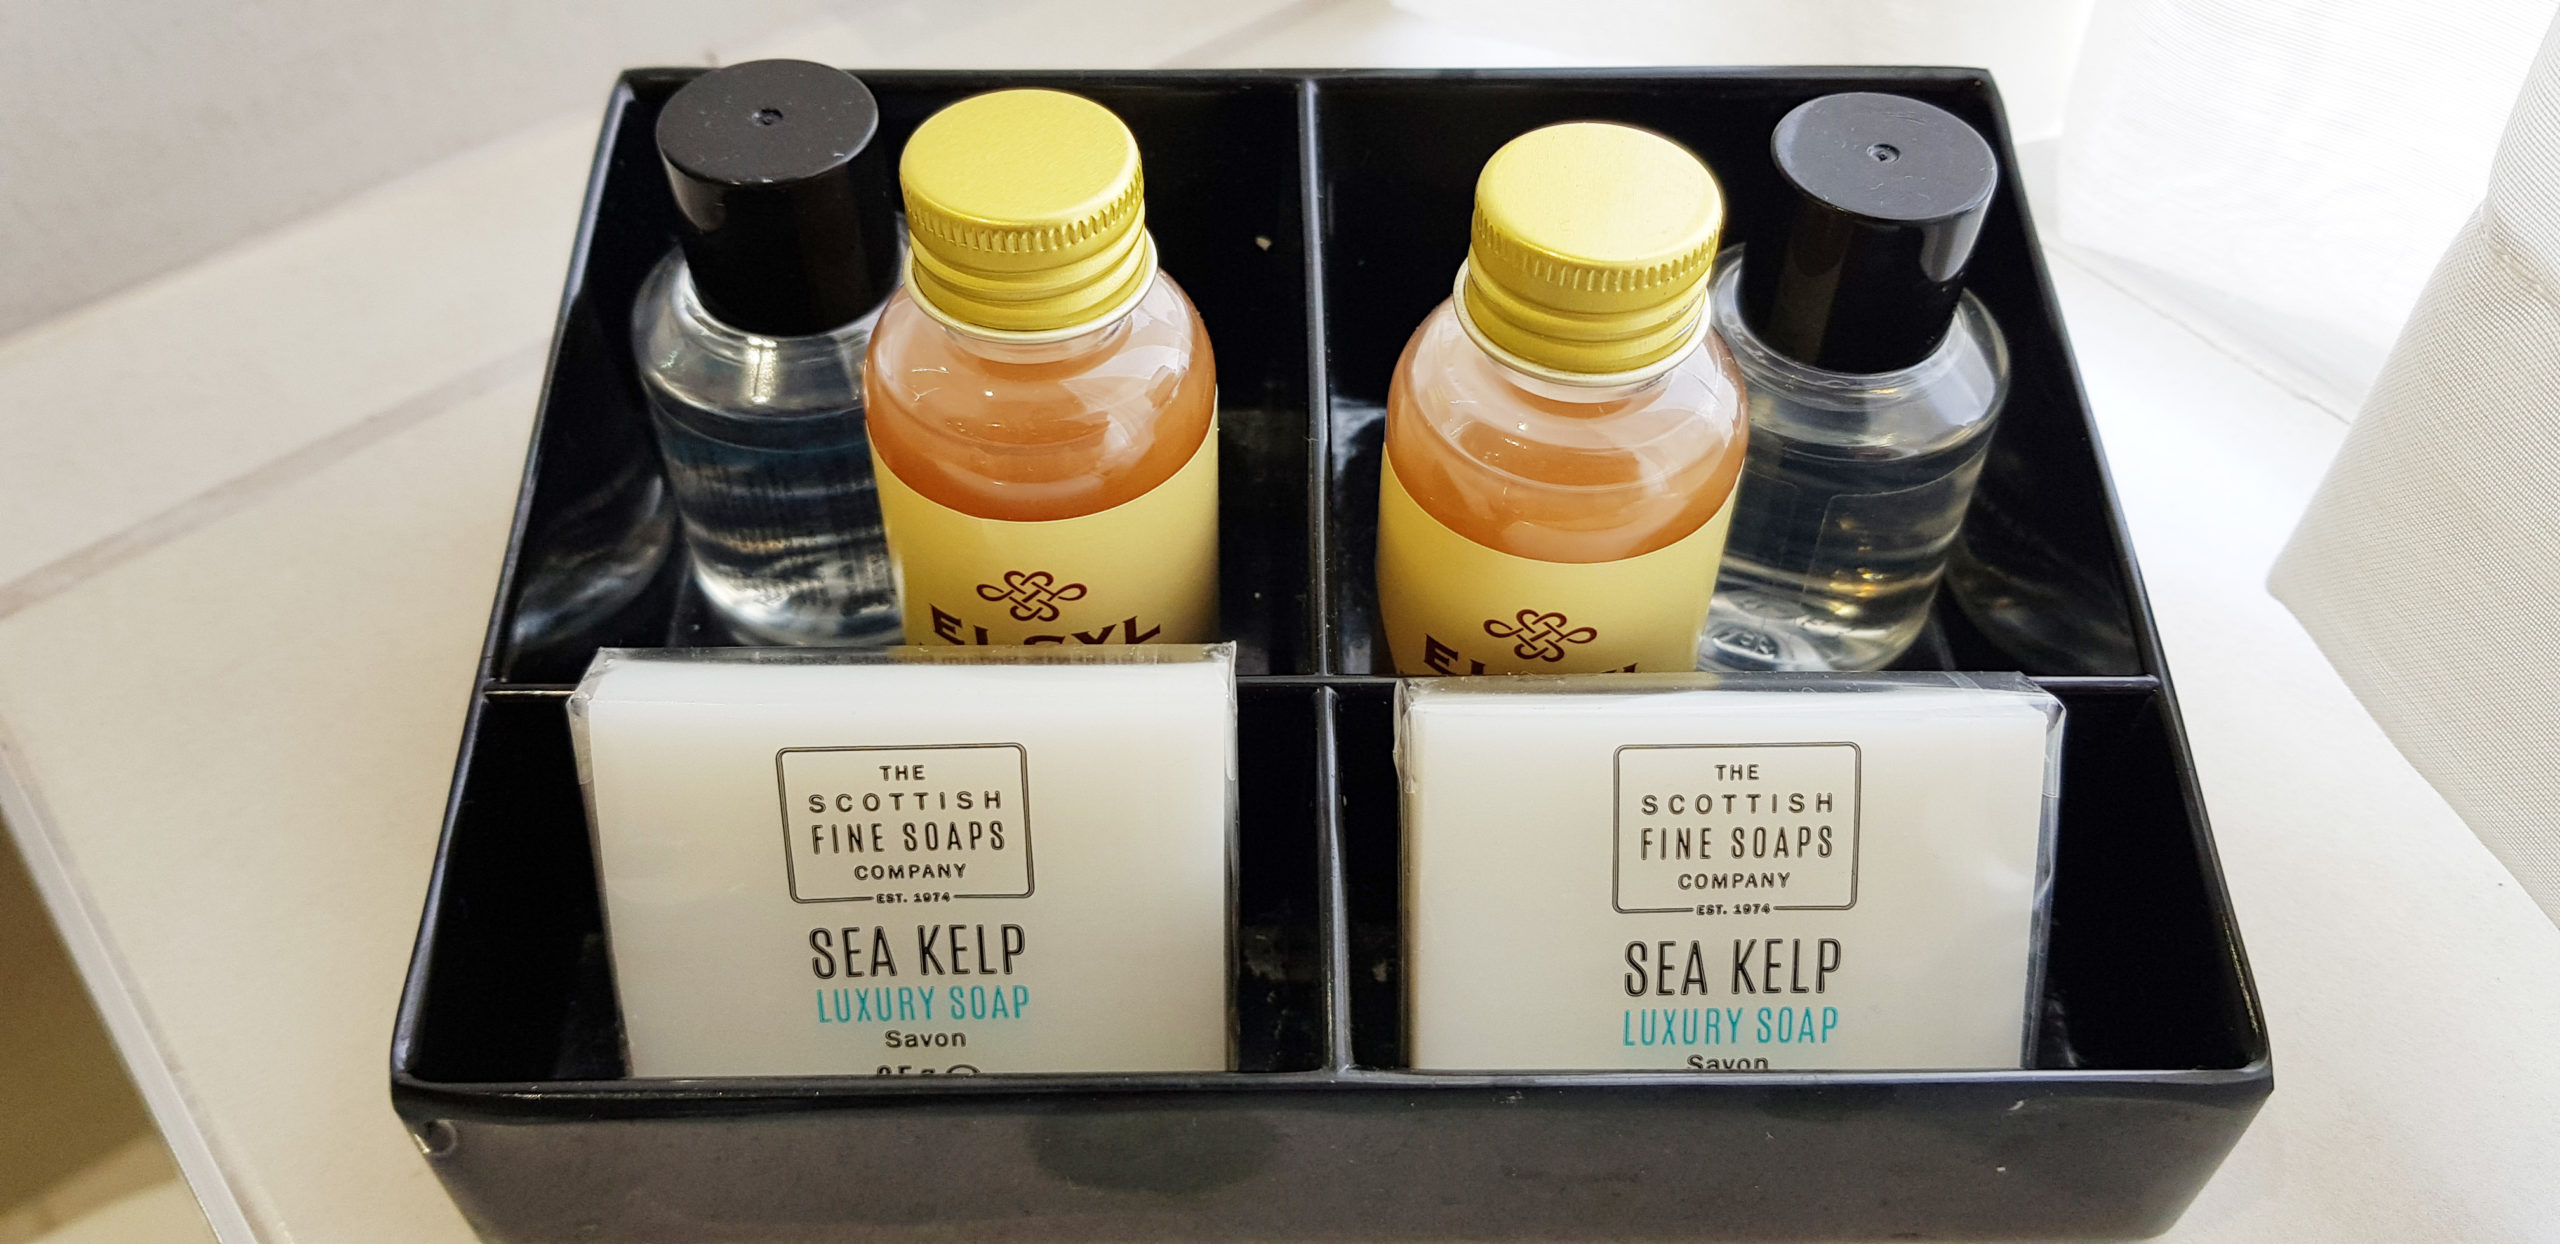 THE
SCOTTISH
FINE SOAPS
COMPANY
EST. 1974
SEA KELP
LUXURY SOAP
Savon
THE
SCOTTISH
FINE SOAPS
COMPANY
EST. 1974
SEA KELP
LUXURY SOAP
Savon